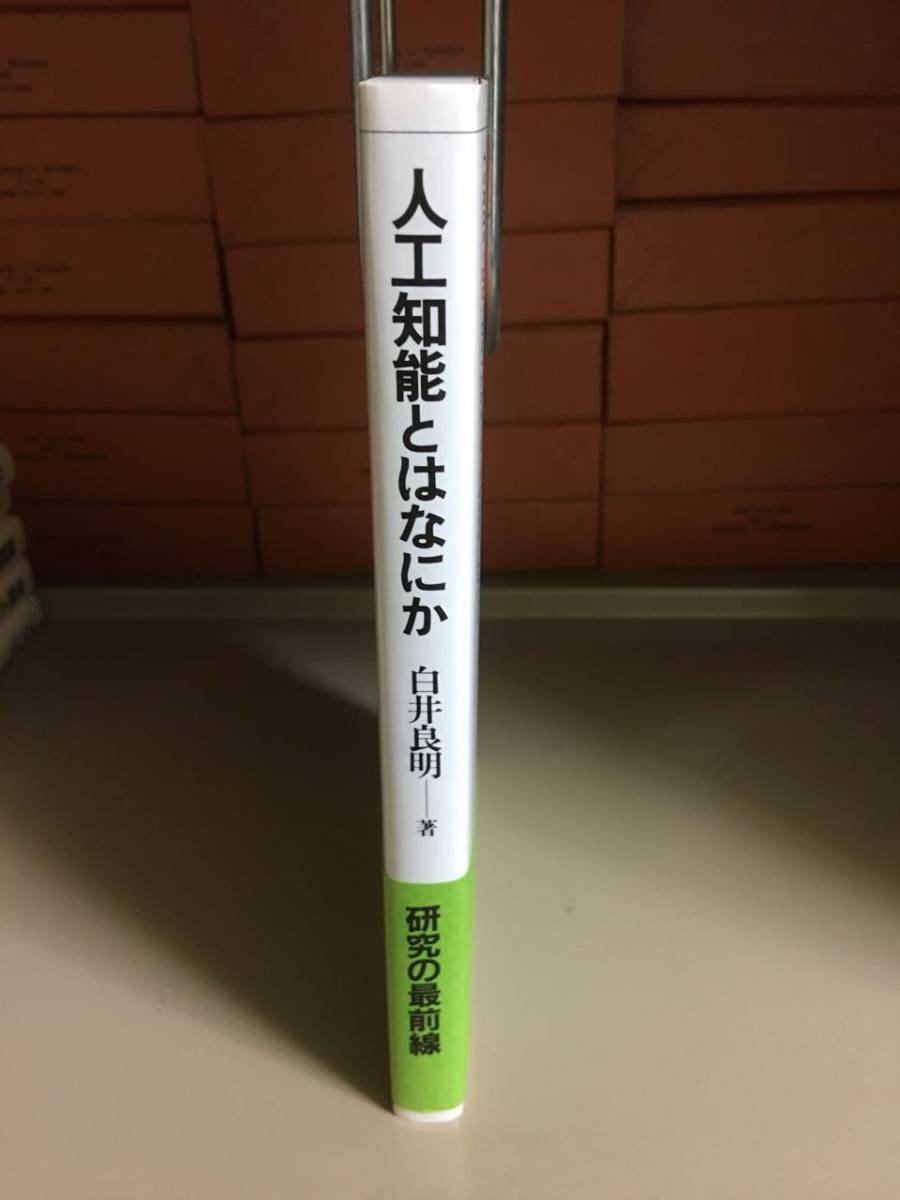 人工知能とはなにか
白井良明―著
研究の最前線